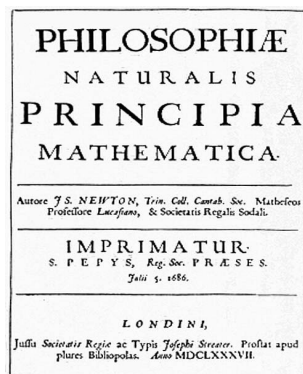 PHILOSOPHIÆ
NATURALIS
PRINCIPIA
MATHEMATICA.
Autore JS. NEWTON, Trin. Coll. Cantab. Soc. Matheseos
Professore Lucasiano, & Societatis Regalis Sodali.
IMPRIMATUR.
S. PEPYS, Reg. Soc. PRÆSES.
Julii 5. 1686.
LONDINI,
Jussu Societatis Regiæ ac Typis Josephi Streater. Prostat apud
plures Bibliopolas. Anno MDCLXXXVII.